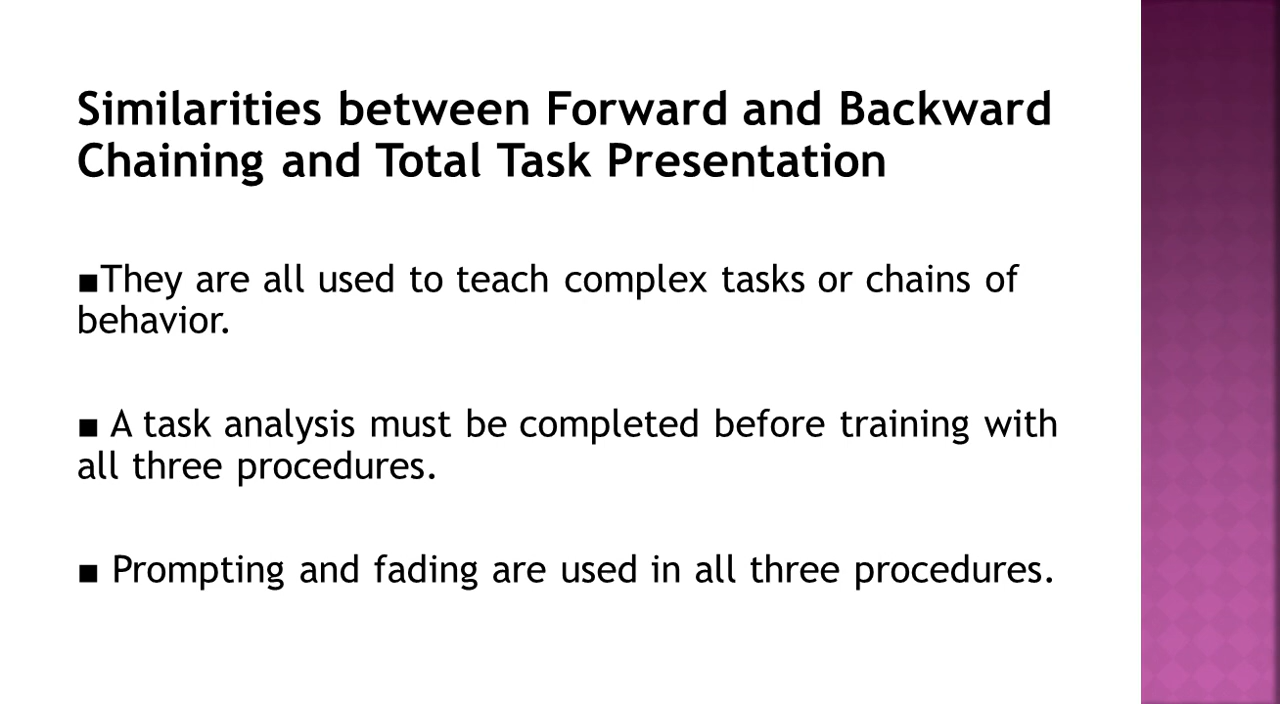 Similarities between Forward and Backward
Chaining and Total Task Presentation
■They are all used to teach complex tasks or chains of
behavior.
■ A task analysis must be completed before training with
all three procedures.
■ Prompting and fading are used in all three procedures.